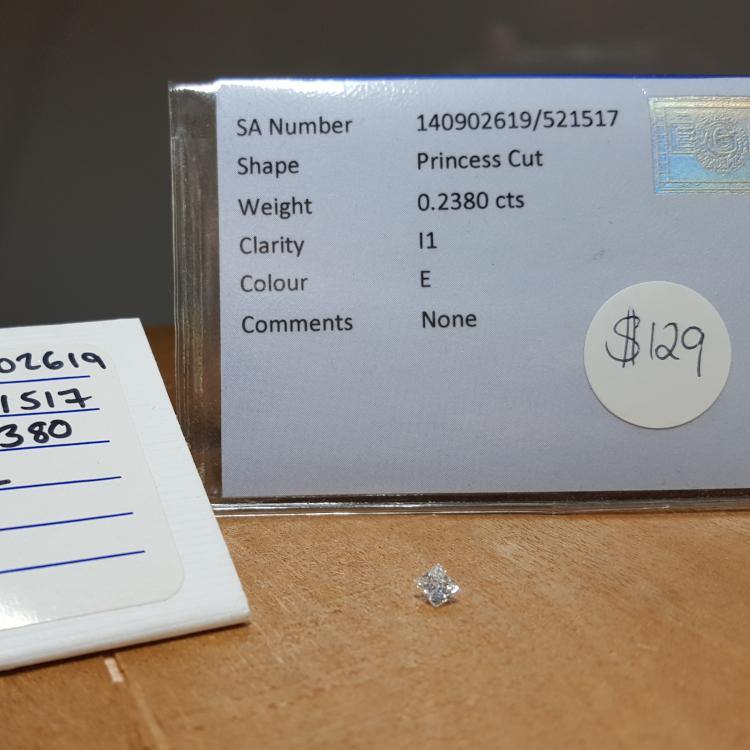 SA Number 140902619/521517
Shape Princess Cut
Weight 0.2380 cts
Clarity I1
Colour E
Comments None
$129
02619
1517
380